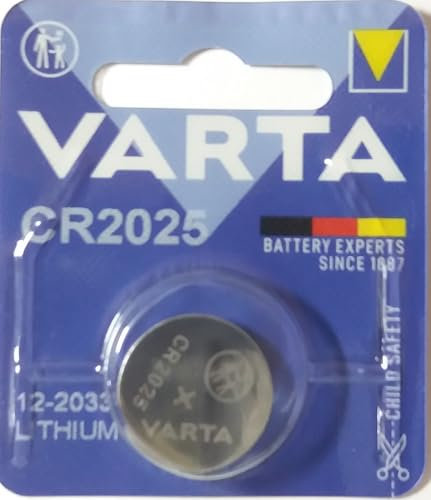 VARTA
CR2025
BATTERY EXPERTS
SINCE 1887
CHILD SAFETY
12-2033
LITHIUM
CR2025
+
VARTA